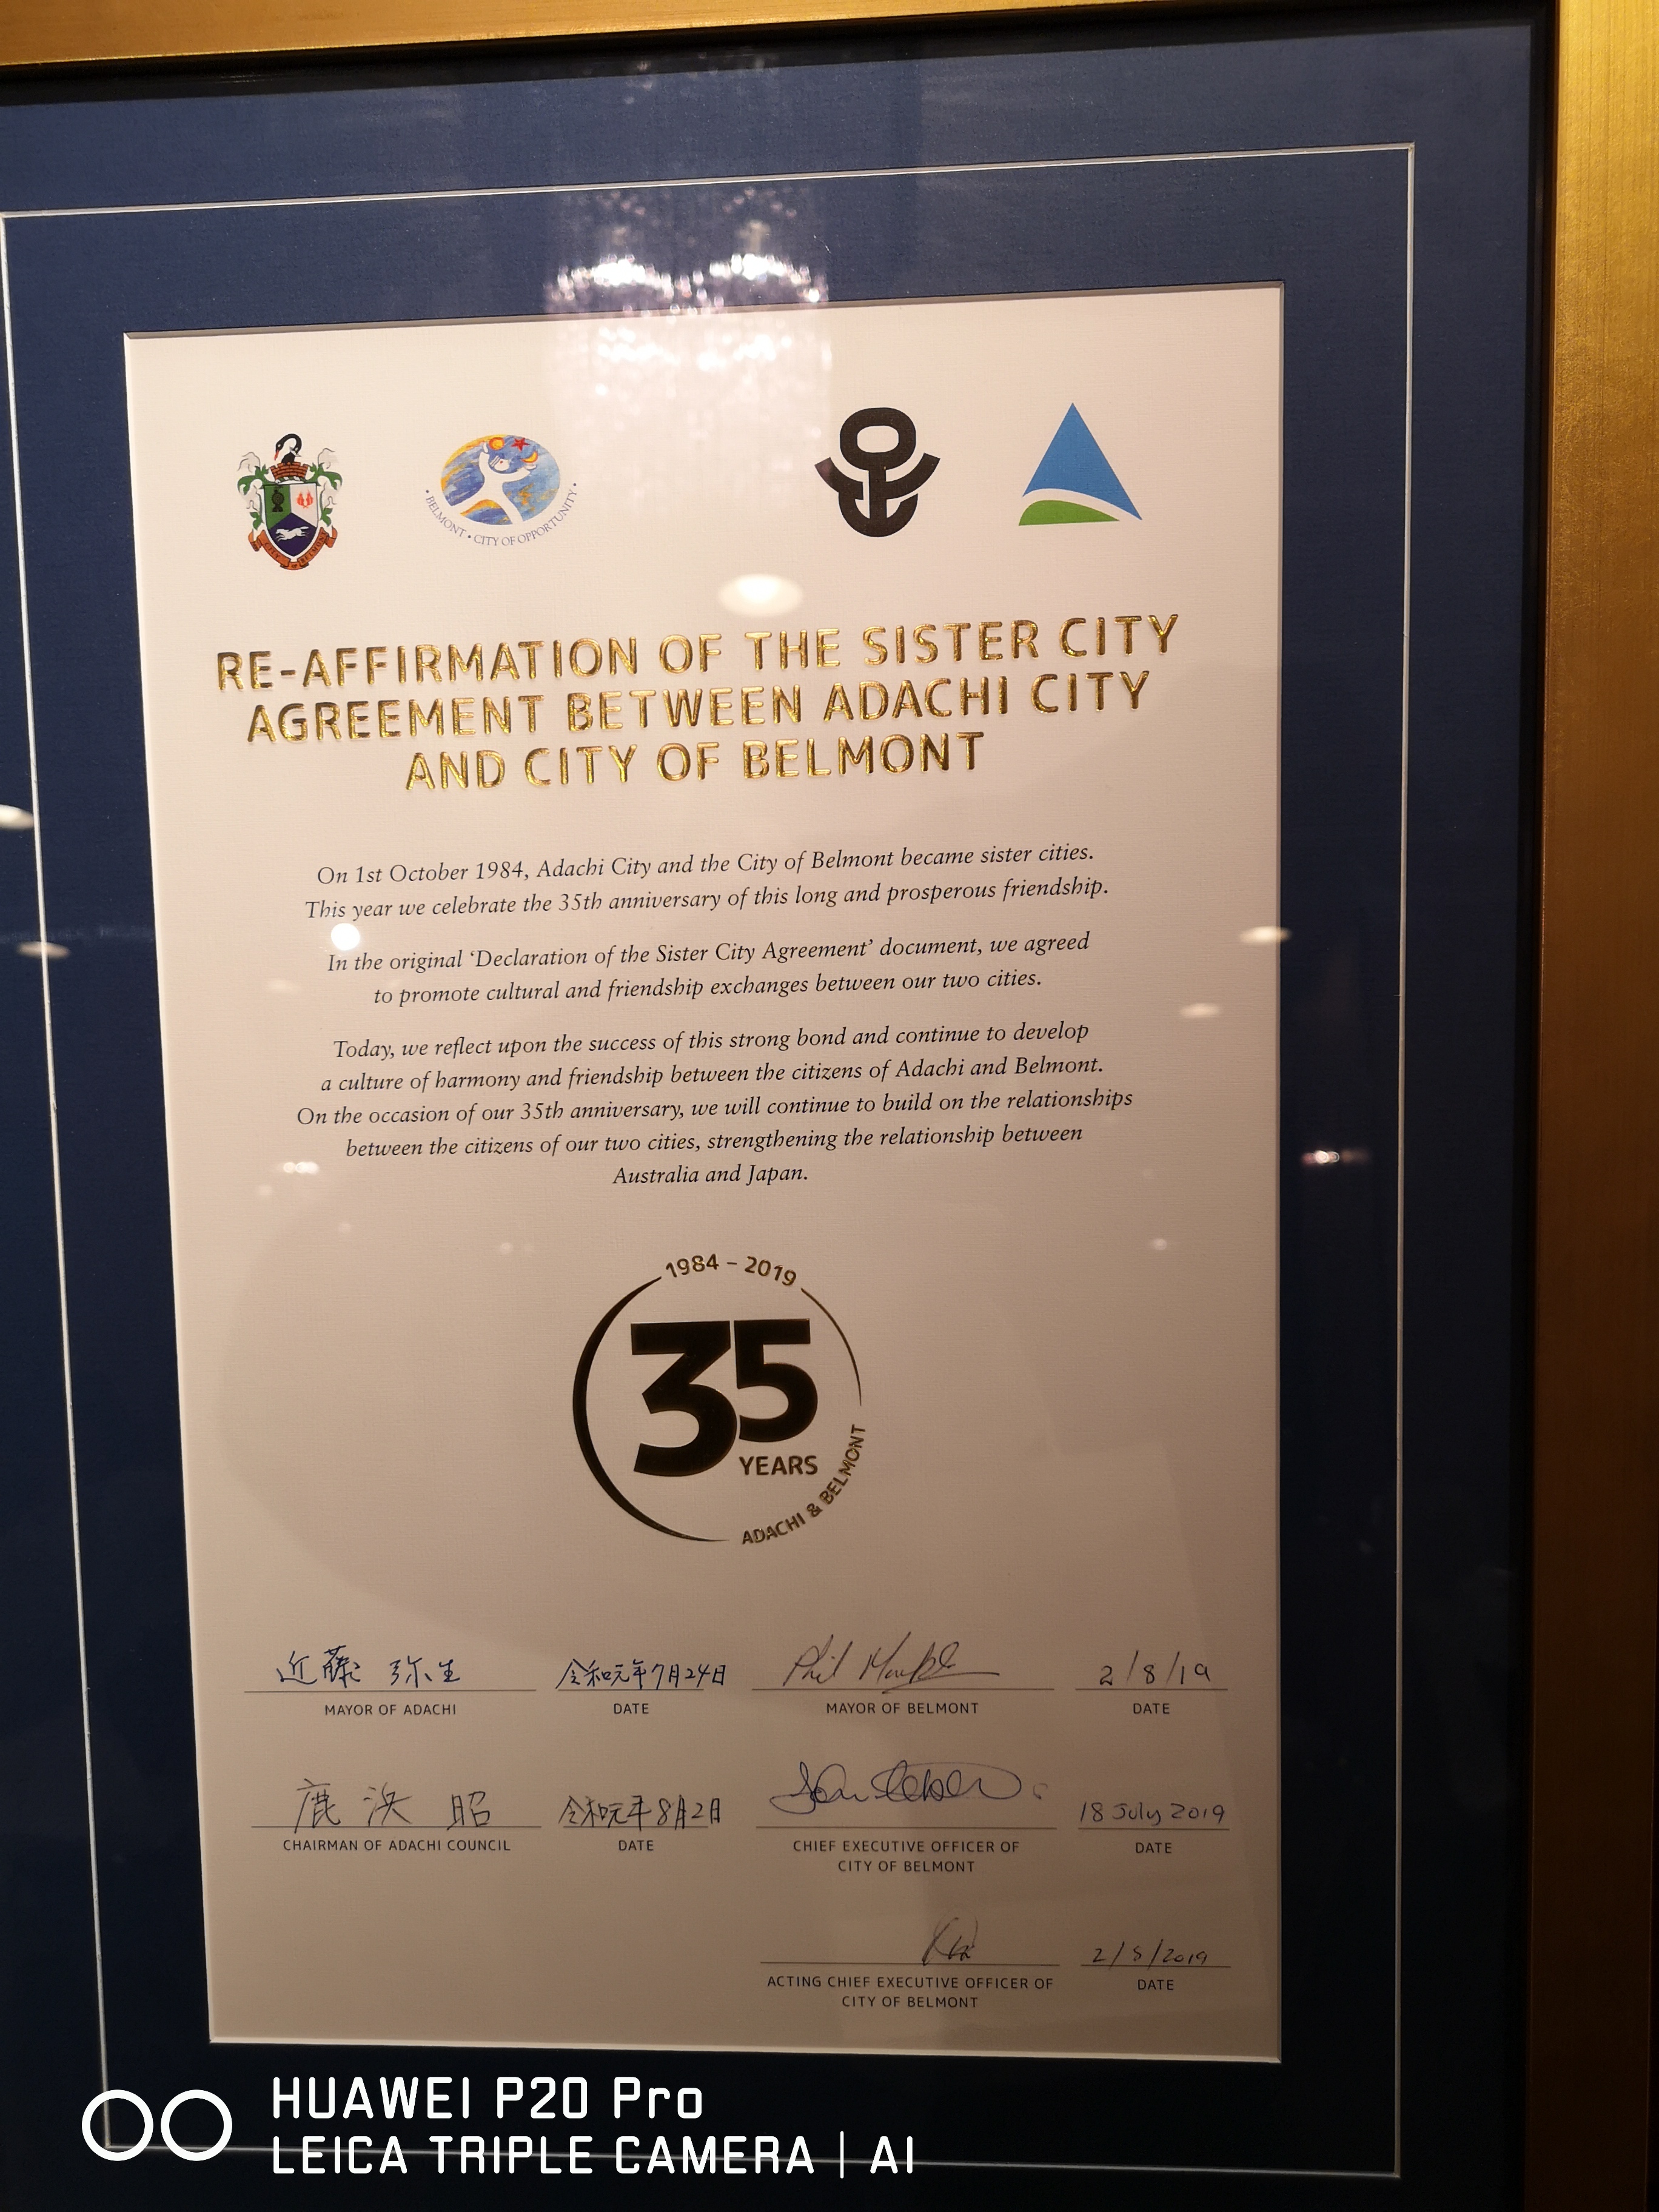 BELMONT • CITY OF OPPORTUNITY
RE-AFFIRMATION OF THE SISTER CITY
AGREEMENT BETWEEN ADACHI CITY
AND CITY OF BELMONT
On 1st October 1984, Adachi City and the City of Belmont became sister cities.
This year we celebrate the 35th anniversary of this long and prosperous friendship.
In the original ‘Declaration of the Sister City Agreement’ document, we agreed
to promote cultural and friendship exchanges between our two cities.
Today, we reflect upon the success of this strong bond and continue to develop
a culture of harmony and friendship between the citizens of Adachi and Belmont.
On the occasion of our 35th anniversary, we will continue to build on the relationships
between the citizens of our two cities, strengthening the relationship between
Australia and Japan.
1984 – 2019
35
YEARS
ADACHI & BELMONT
近藤 弥生 令和元年7月24日 Phil 2/8/19
MAYOR OF ADACHI DATE MAYOR OF BELMONT DATE
鹿浜 昭 令和元年8月2日 18 July 2019
CHAIRMAN OF ADACHI COUNCIL DATE CHIEF EXECUTIVE OFFICER OF DATE
CITY OF BELMONT
2/8/2019
ACTING CHIEF EXECUTIVE OFFICER OF DATE
CITY OF BELMONT
HUAWEI P20 Pro
LEICA TRIPLE CAMERA | AI